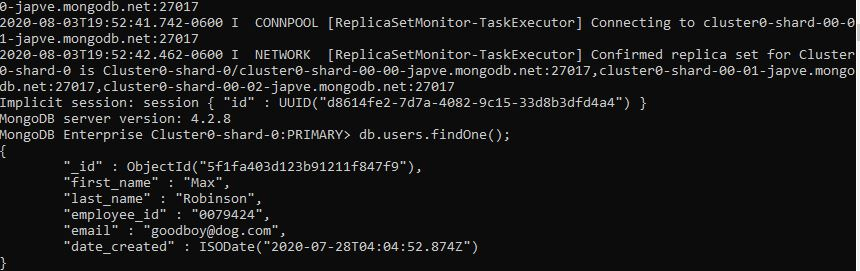 0-japve.mongodb.net:27017
2020-08-03T19:52:41.742-0600 I  CONNPOOL [ReplicaSetMonitor-TaskExecutor] Connecting to cluster0-shard-00-0
1-japve.mongodb.net:27017
2020-08-03T19:52:42.462-0600 I  NETWORK  [ReplicaSetMonitor-TaskExecutor] Confirmed replica set for Cluster
0-shard-0 is Cluster0-shard-0/cluster0-shard-00-00-japve.mongodb.net:27017,cluster0-shard-00-01-japve.mongo
db.net:27017,cluster0-shard-00-02-japve.mongodb.net:27017
Implicit session: session { "id" : UUID("d8614fe2-7d7a-4082-9c15-33d8b3dfd4a4") }
MongoDB server version: 4.2.8
MongoDB Enterprise Cluster0-shard-0:PRIMARY> db.users.findOne();
{
        "_id" : ObjectId("5f1fa403d123b91211f847f9"),
        "first_name" : "Max",
        "last_name" : "Robinson",
        "employee_id" : "0079424",
        "email" : "goodboy@dog.com",
        "date_created" : ISODate("2020-07-28T04:04:52.874Z")
}